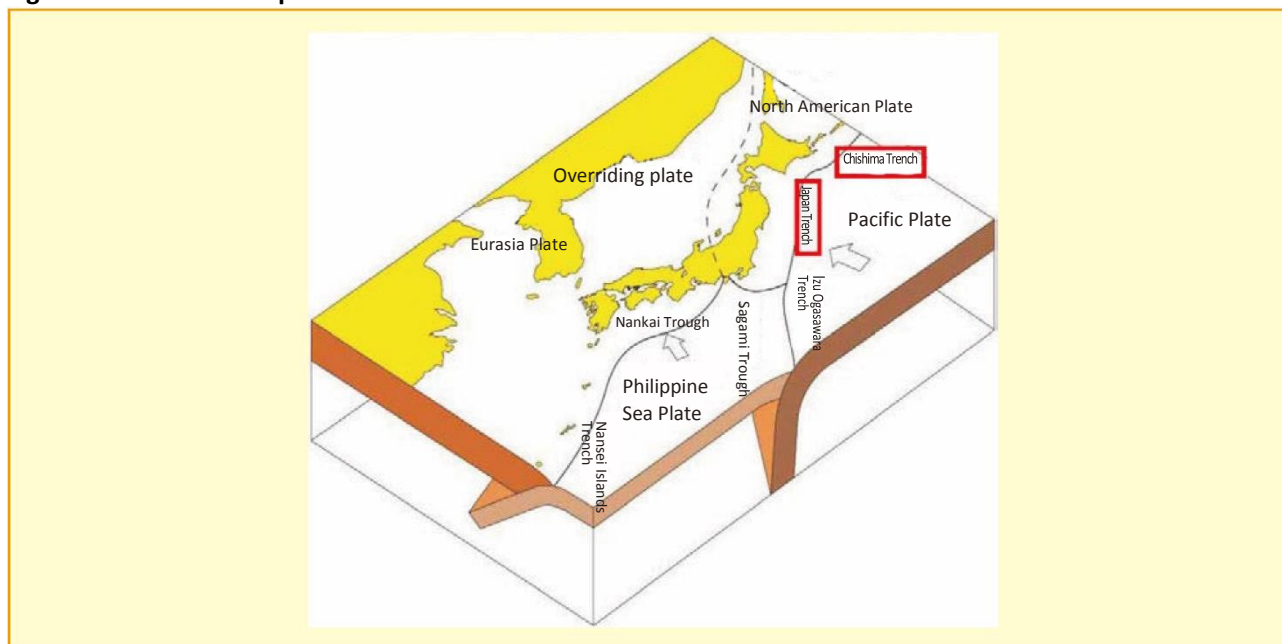 North American Plate
Chishima Trench
Overriding plate
Japan Trench
Pacific Plate
Eurasia Plate
Izu Ogasawara
Trench
Nankai Trough
Sagami Trough
Philippine
Sea Plate
Nansei Islands
Trench